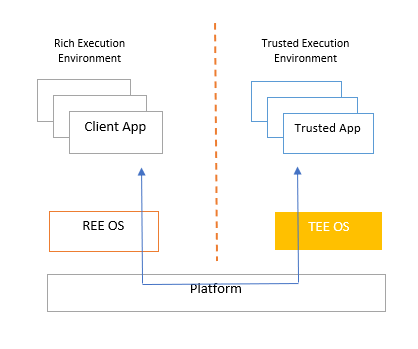 Rich Execution
Environment
Trusted Execution
Environment
Client App
Trusted App
REE OS
TEE OS
Platform